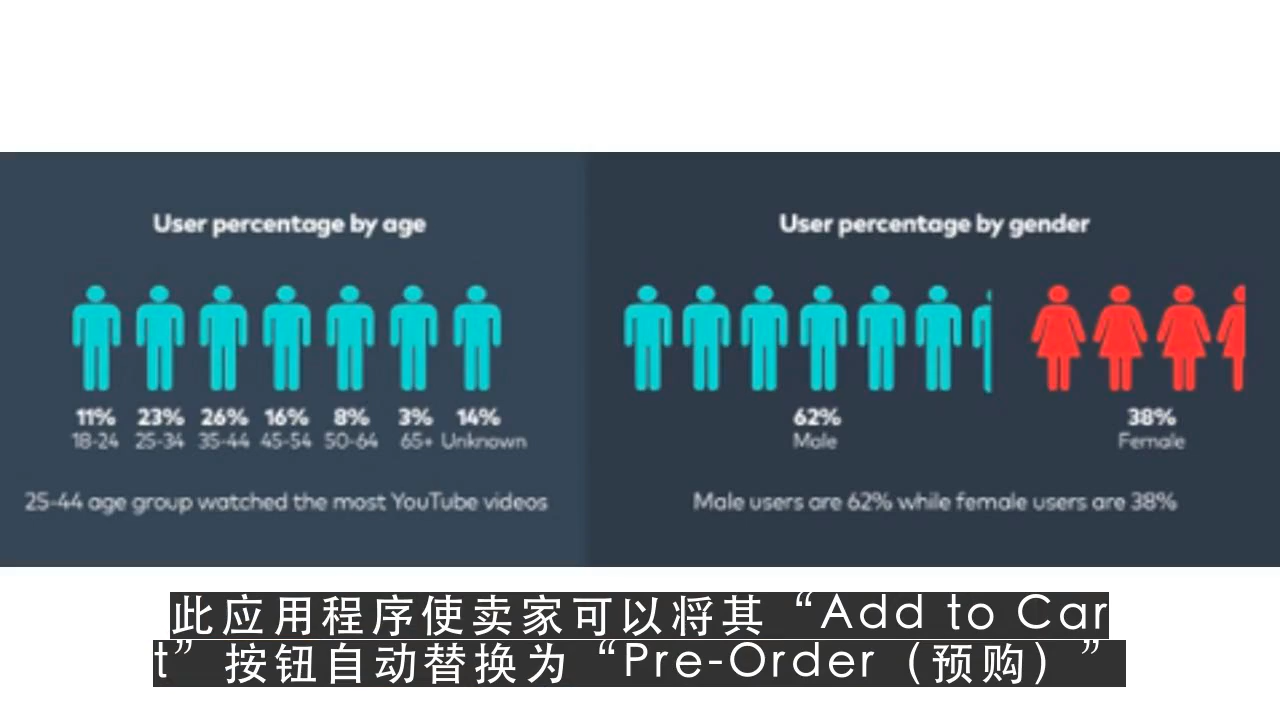 User percentage by age
11% 23% 26% 16% 8% 3% 14%
18-24 25-34 35-44 45-54 50-64 65+ Unknown
25-44 age group watched the most YouTube videos
User percentage by gender
62% 38%
Male Female
Male users are 62% while female users are 38%
此应用程序使卖家可以将其“Add to Car
t”按钮自动替换为“Pre-Order（预购）”